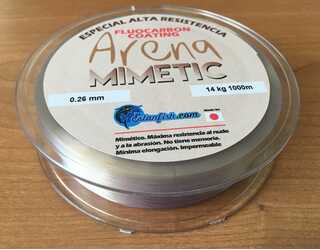 ESPECIAL ALTA RESISTENCIA
FLUOCARBON
COATING
Arena
MIMETIC
0.26 mm
14 kg 1000m
.com
Mimético. Máxima resistencia al nudo
y a la abrasión. No tiene memoria.
Mínima elongación. Impermeable